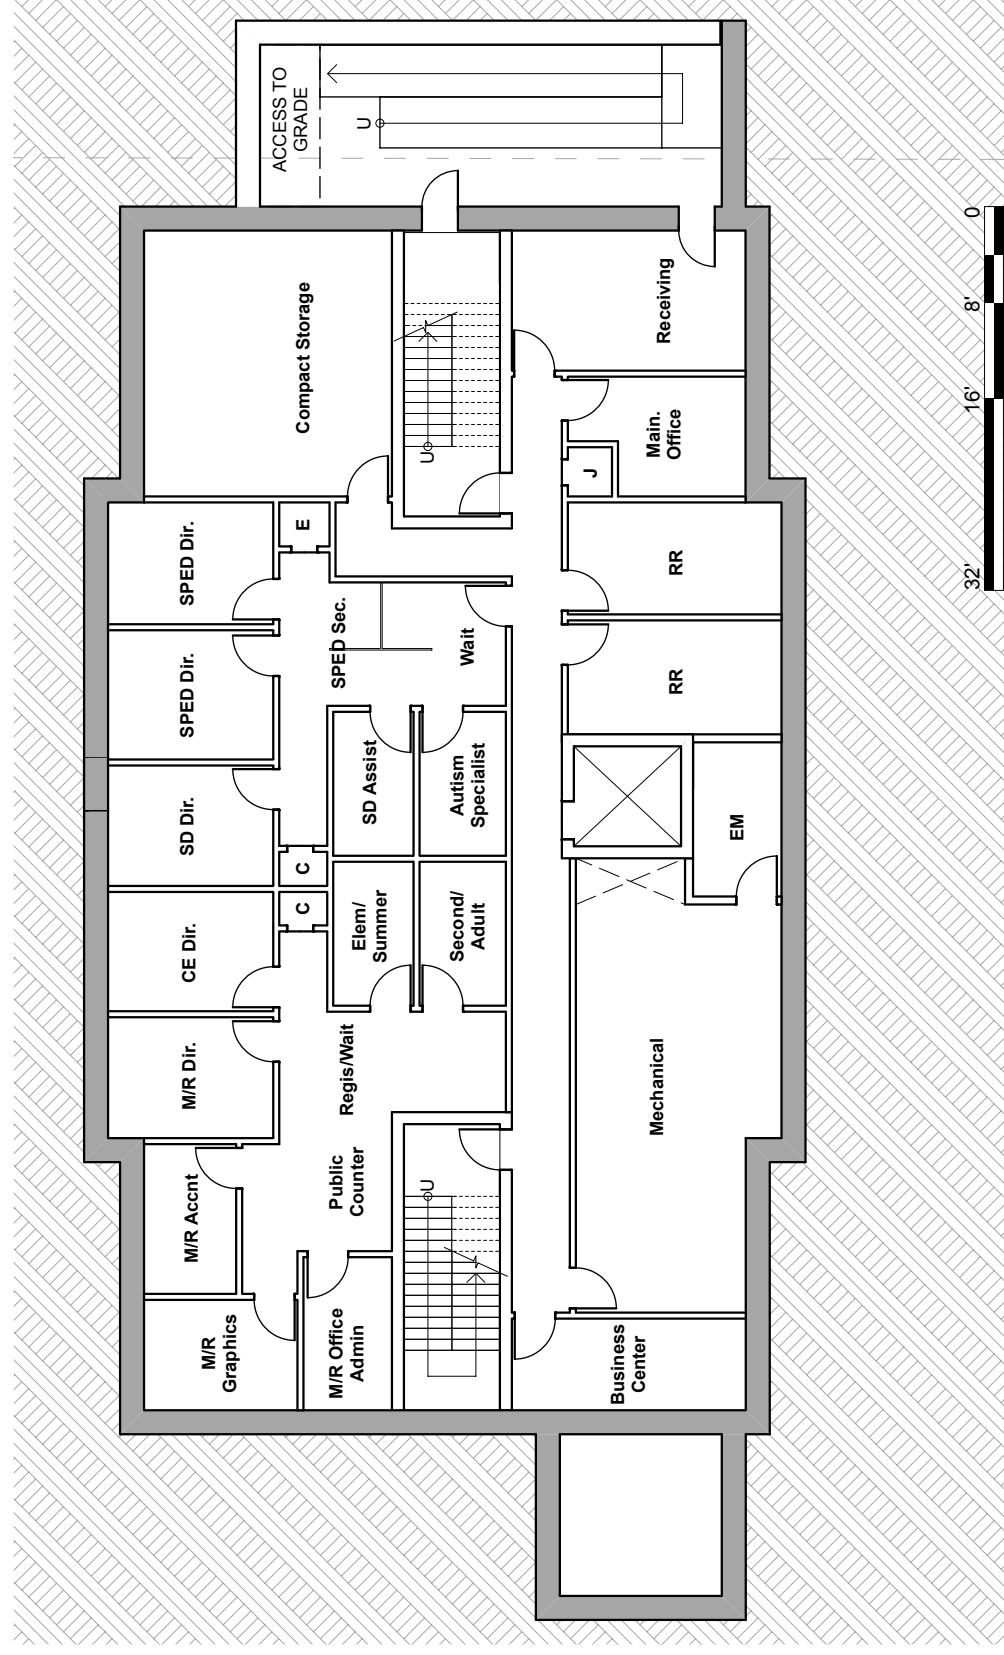 ACCESS TO
GRADE
U
Compact Storage
U
Receiving
Main.
Office
J
E
SPED Dir.
SPED Sec.
Wait
RR
SPED Dir.
RR
SD Dir.
SD Assist
Autism
Specialist
EM
C
C
CE Dir.
Elem/
Summer
Second/
Adult
M/R Dir.
Regis/Wait
Mechanical
M/R Accnt
Public
Counter
U
M/R
Graphics
M/R Office
Admin
Business
Center
0
8'
16'
32'